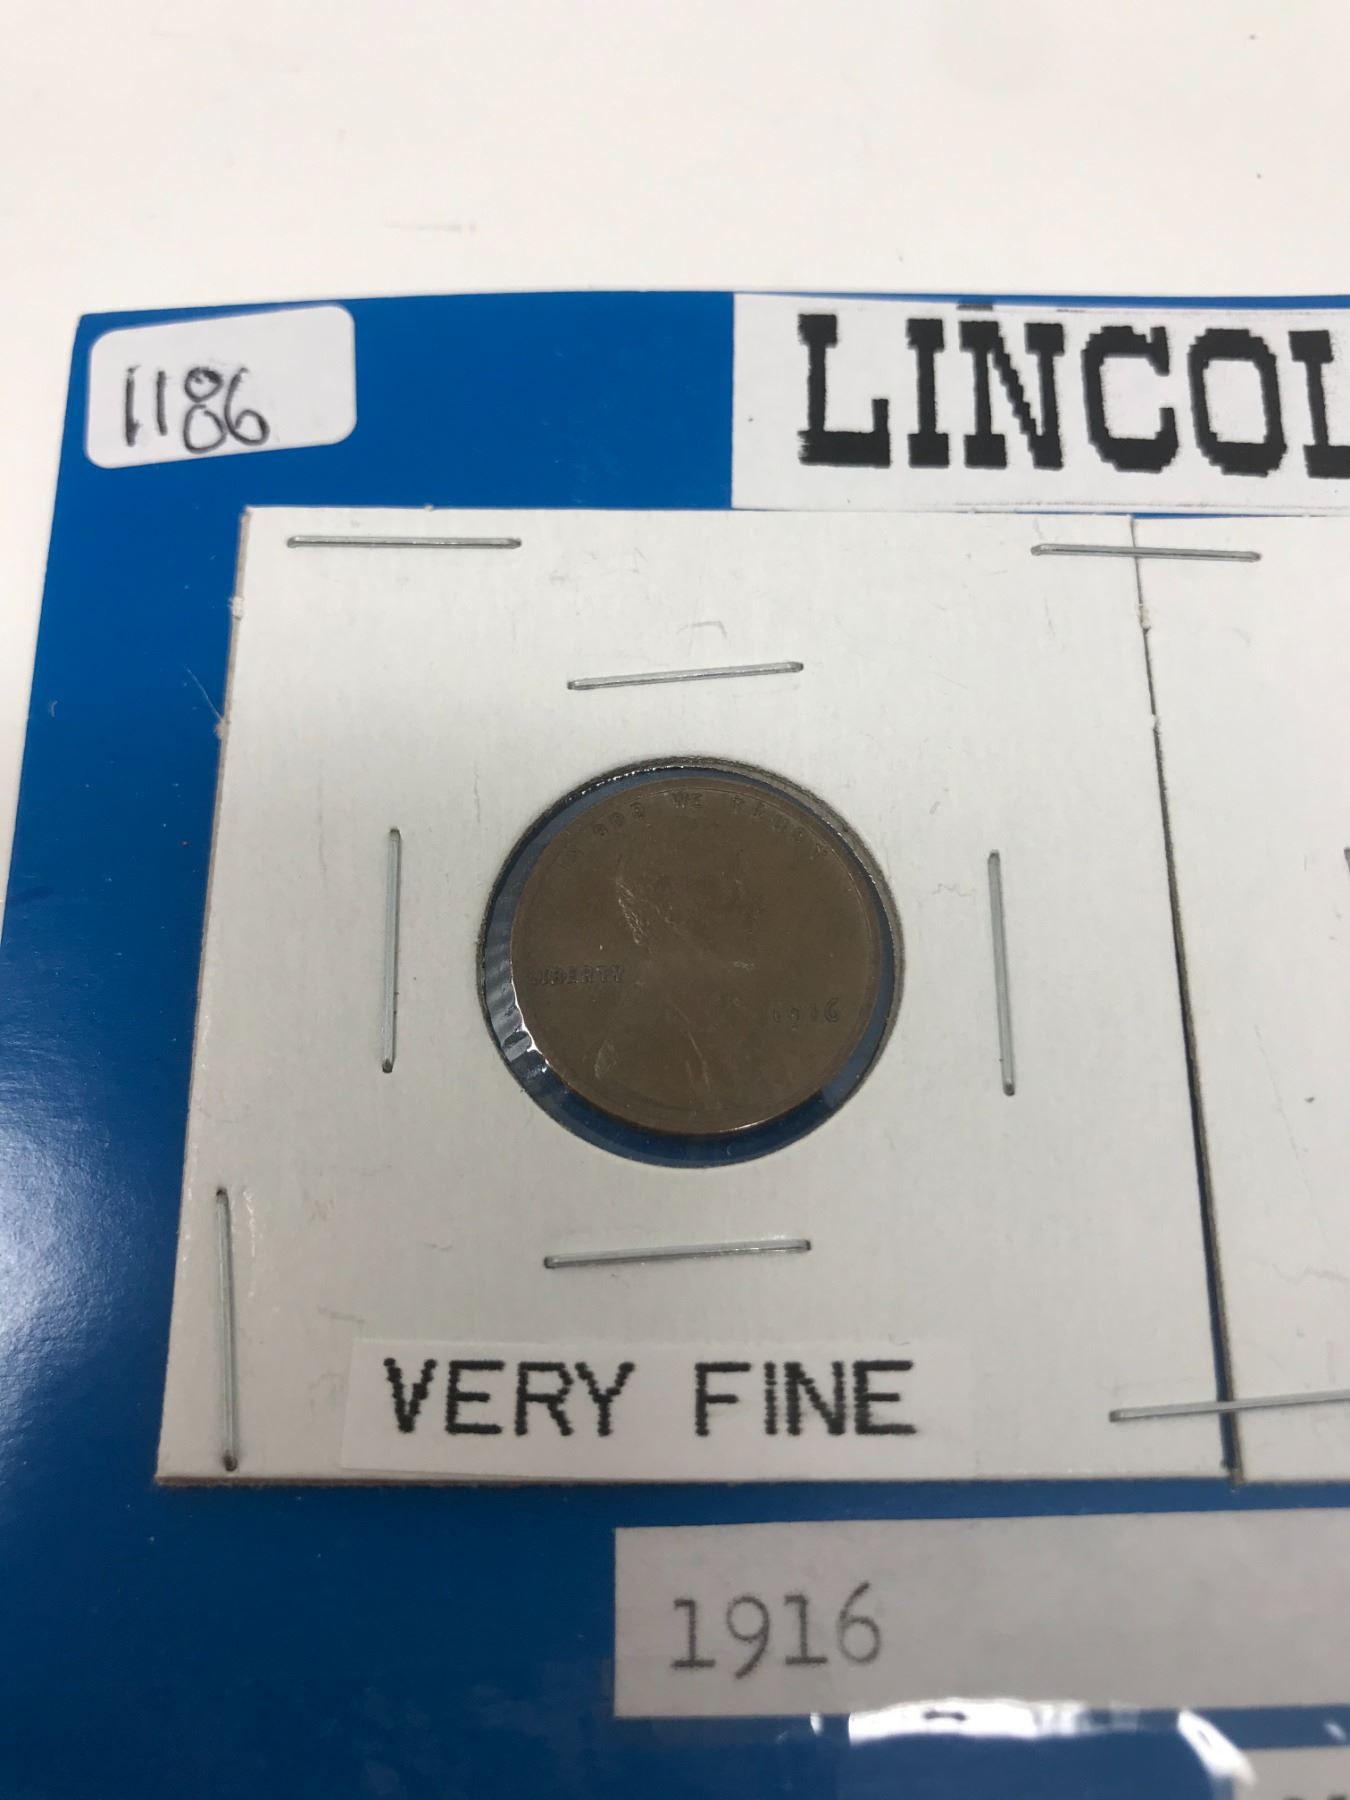 1186
LINCOL
IN GOD WE TRUST
LIBERTY
1916
VERY FINE
1916